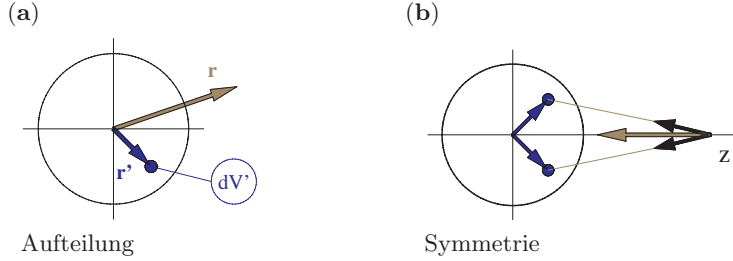 (a)
r
r'
dV'
Aufteilung
(b)
z
Symmetrie